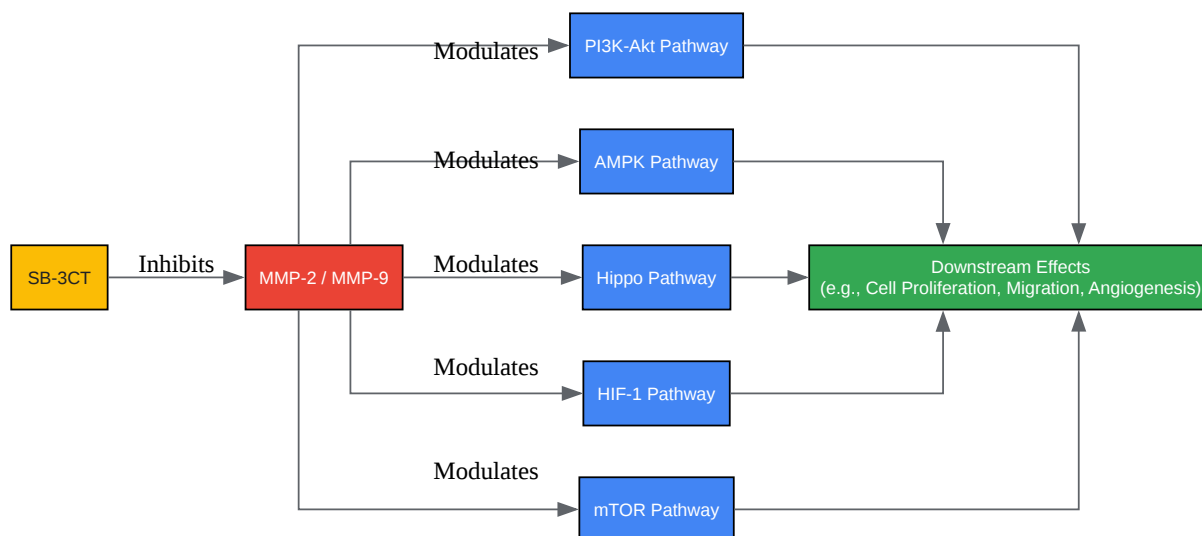 Modulates
PI3K-Akt Pathway
Modulates
AMPK Pathway
SB-3CT
Inhibits
MMP-2 / MMP-9
Modulates
Hippo Pathway
Downstream Effects
(e.g., Cell Proliferation, Migration, Angiogenesis)
Modulates
HIF-1 Pathway
Modulates
mTOR Pathway